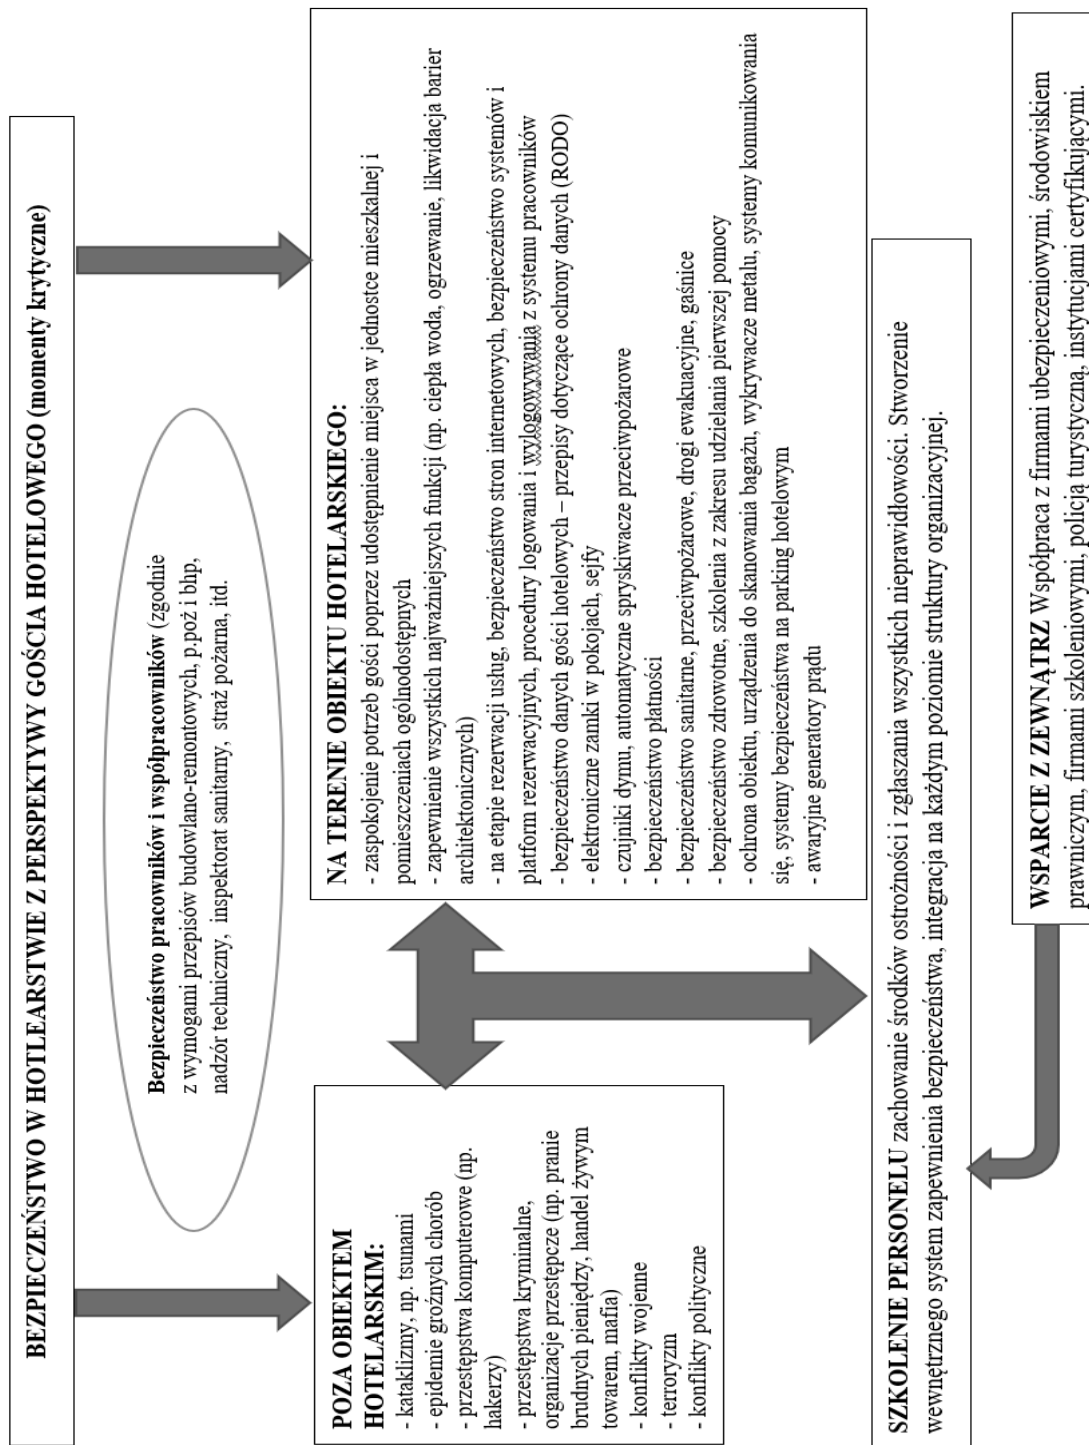 BEZPIECZEŃSTWO W HOTLEARSTWIE Z PERSPEKTYWY GOŚCIA HOTELOWEGO (momenty krytyczne)
Bezpieczeństwo pracowników i współpracowników (zgodnie
z wymogami przepisów budowlano-remontowych, p.poż i bhp,
nadzór techniczny, inspektorat sanitarny, straż pożarna, itd.
POZA OBIEKTEM
HOTELARSKIM:
- kataklizmy, np. tsunami
- epidemie groźnych chorób
- przestępstwa komputerowe (np.
hakerzy)
- przestępstwa kryminalne,
organizacje przestępcze (np. pranie
brudnych pieniędzy, handel żywym
towarem, mafia)
- konflikty wojenne
- terroryzm
- konflikty polityczne
NA TERENIE OBIEKTU HOTELARSKIEGO:
- zaspokojenie potrzeb gości poprzez udostępnienie miejsca w jednostce mieszkalnej i
pomieszczeniach ogólnodostępnych
- zapewnienie wszystkich najważniejszych funkcji (np. ciepła woda, ogrzewanie, likwidacja barier
architektonicznych)
- na etapie rezerwacji usług, bezpieczeństwo stron internetowych, bezpieczeństwo systemów i
platform rezerwacyjnych, procedury logowania i wylogowywania z systemu pracowników
- bezpieczeństwo danych gości hotelowych – przepisy dotyczące ochrony danych (RODO)
- elektroniczne zamki w pokojach, sejfy
- czujniki dymu, automatyczne spryskiwacze przeciwpożarowe
- bezpieczeństwo płatności
- bezpieczeństwo sanitarne, przeciwpożarowe, drogi ewakuacyjne, gaśnice
- bezpieczeństwo zdrowotne, szkolenia z zakresu udzielania pierwszej pomocy
- ochrona obiektu, urządzenia do skanowania bagażu, wykrywacze metalu, systemy komunikowania
się, systemy bezpieczeństwa na parking hotelowym
- awaryjne generatory prądu
SZKOLENIE PERSONELU zachowanie środków ostrożności i zgłaszania wszystkich nieprawidłowości. Stworzenie
wewnętrznego system zapewnienia bezpieczeństwa, integracja na każdym poziomie struktury organizacyjnej.
WSPARCIE Z ZEWNĄTRZ Współpraca z firmami ubezpieczeniowymi, środowiskiem
prawniczym, firmami szkoleniowymi, policją turystyczną, instytucjami certyfikującymi.